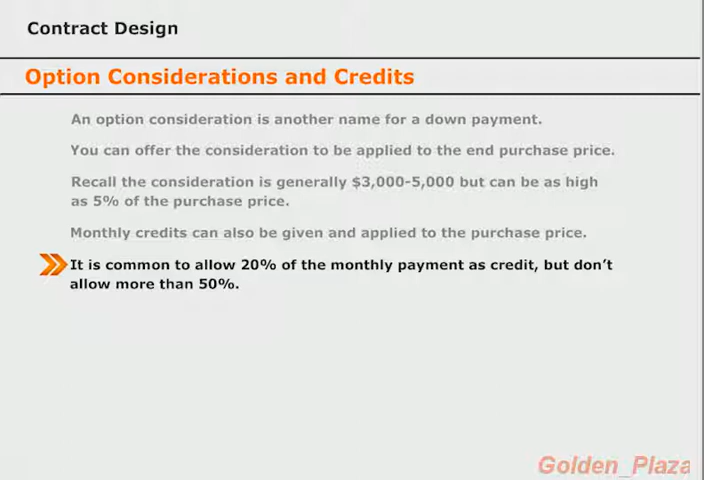 Contract Design
Option Considerations and Credits
An option consideration is another name for a down payment.
You can offer the consideration to be applied to the end purchase price.
Recall the consideration is generally $3,000-5,000 but can be as high
as 5% of the purchase price.
Monthly credits can also be given and applied to the purchase price.
It is common to allow 20% of the monthly payment as credit, but don’t
allow more than 50%.
Golden_Plaza